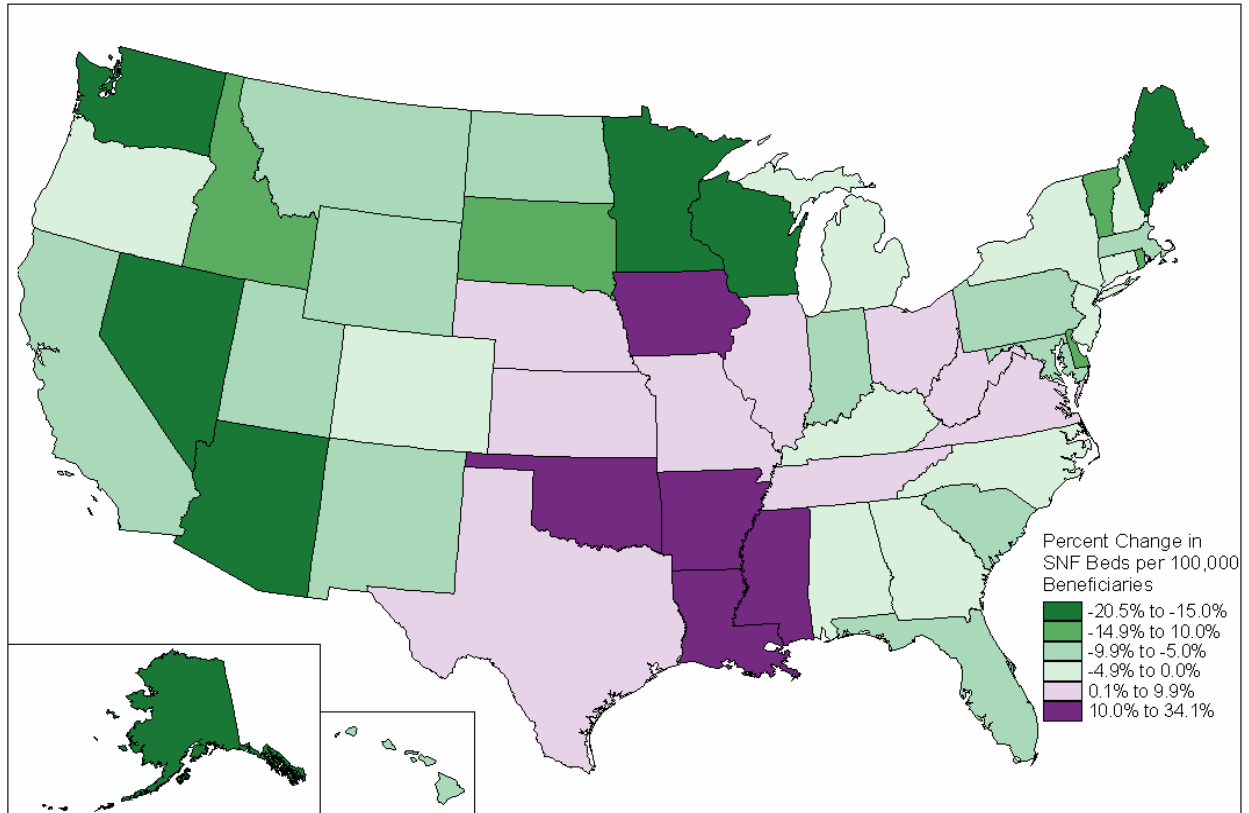 Percent Change in
SNF Beds per 100,000
Beneficiaries
-20.5% to -15.0%
-14.9% to 10.0%
-9.9% to -5.0%
-4.9% to 0.0%
0.1% to 9.9%
10.0% to 34.1%